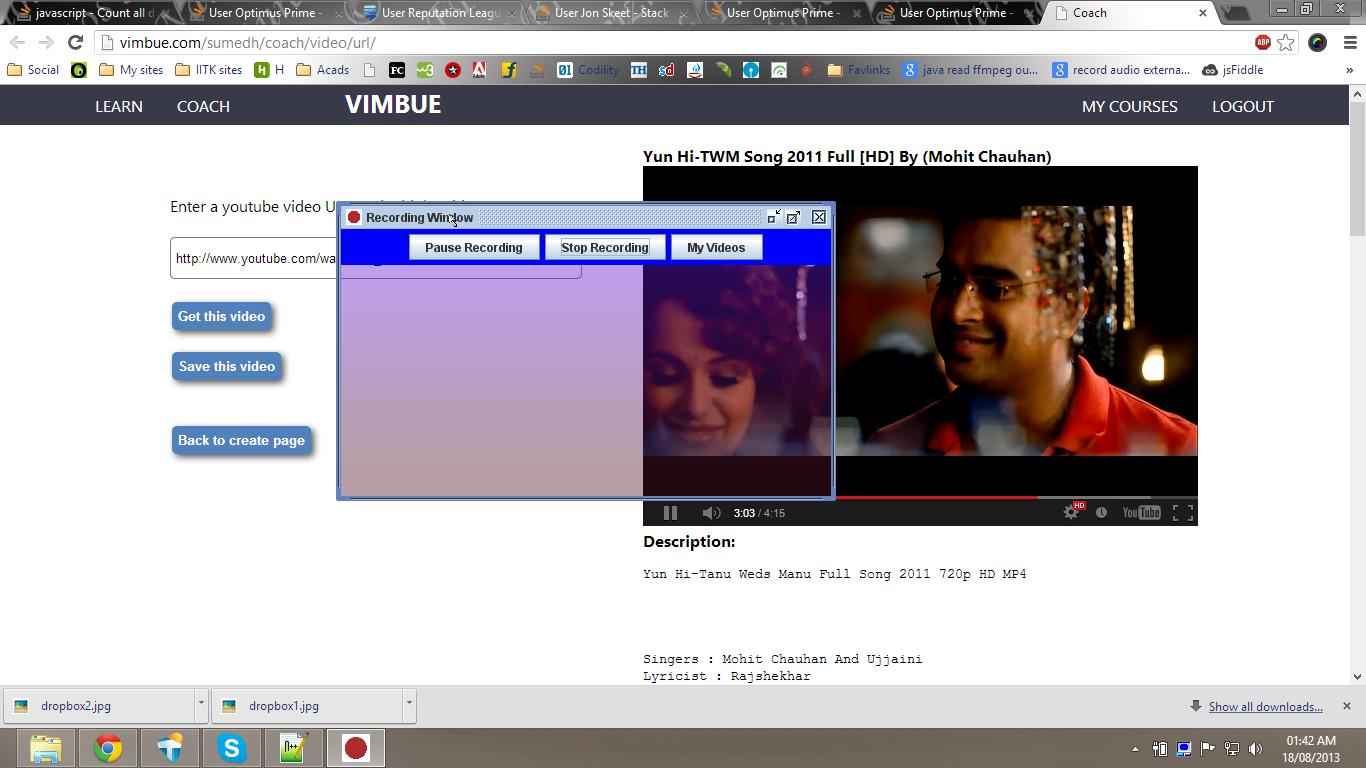 javascript - Count all d
User Optimus Prime -
User Reputation Leagu
User Jon Skeet - Stack
User Optimus Prime -
User Optimus Prime -
Coach
vimbue.com/sumedh/coach/video/url/
ABP
Social
My sites
IITK sites
H
Acads
FC
Codility
TH
sd
Favlinks
java read ffmpeg ou...
record audio externa...
jsFiddle
LEARN
COACH
VIMBUE
MY COURSES
LOGOUT
Yun Hi-TWM Song 2011 Full [HD] By (Mohit Chauhan)
Enter a youtube video U
Recording Window
Pause Recording
Stop Recording
My Videos
http://www.youtube.com/wa
Get this video
Save this video
Back to create page
3:03 / 4:15
HD
YouTube
Description:
Yun Hi-Tanu Weds Manu Full Song 2011 720p HD MP4
Singers : Mohit Chauhan And Ujjaini
Lyricist : Rajshekhar
dropbox2.jpg
dropbox1.jpg
Show all downloads...
01:42 AM
18/08/2013